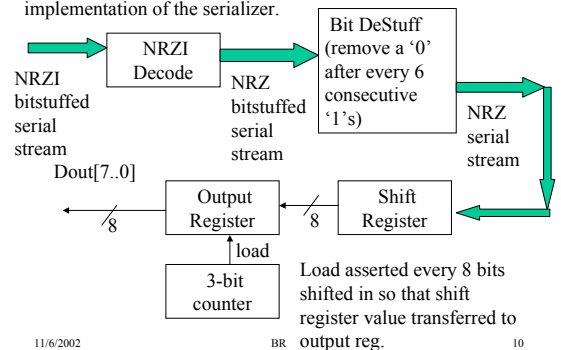 implementation of the serializer.
NRZI
Decode
Bit DeStuff
(remove a ‘0’
after every 6
consecutive
‘1’s)
NRZI
bitstuffed
serial
stream
NRZ
bitstuffed
serial
stream
NRZ
serial
stream
Dout[7..0]
8
Output
Register
8
Shift
Register
load
3-bit
counter
Load asserted every 8 bits
shifted in so that shift
register value transferred to
output reg.
11/6/2002
BR
10